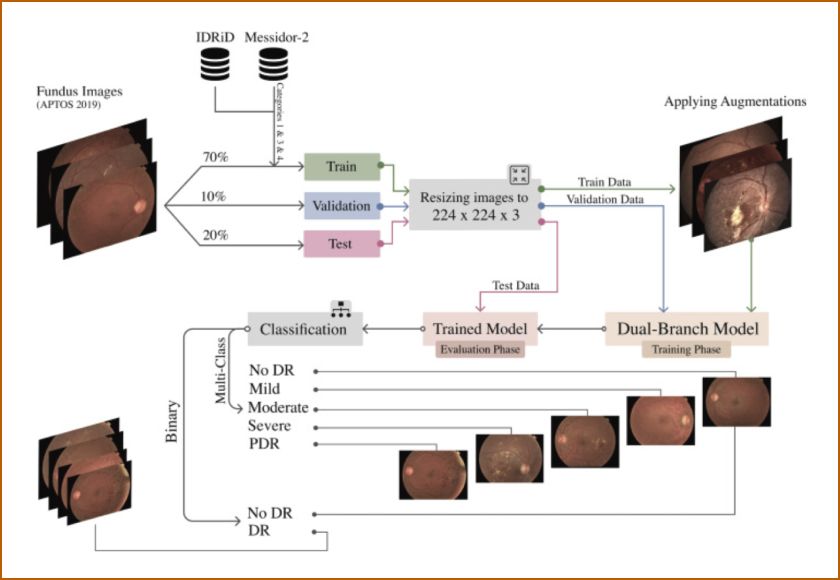 IDRiD Messidor-2
Fundus Images
(APTOS 2019)
Categories 1 & 3 & 4
Applying Augmentations
70%
Train
10%
Validation
20%
Test
Resizing images to
224 x 224 x 3
Train Data
Validation Data
Test Data
Classification
Trained Model
Evaluation Phase
Dual-Branch Model
Training Phase
Multi-Class
Binary
No DR
Mild
Moderate
Severe
PDR
No DR
DR